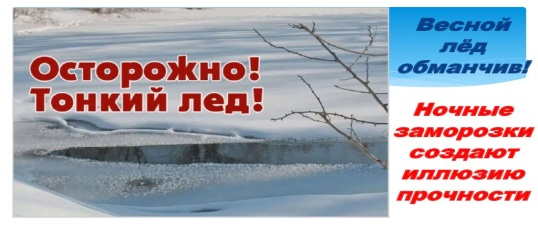 Осторожно!
Тонкий лед!
Весной
лёд
обманчив!
Ночные
заморозки
создают
иллюзию
прочности